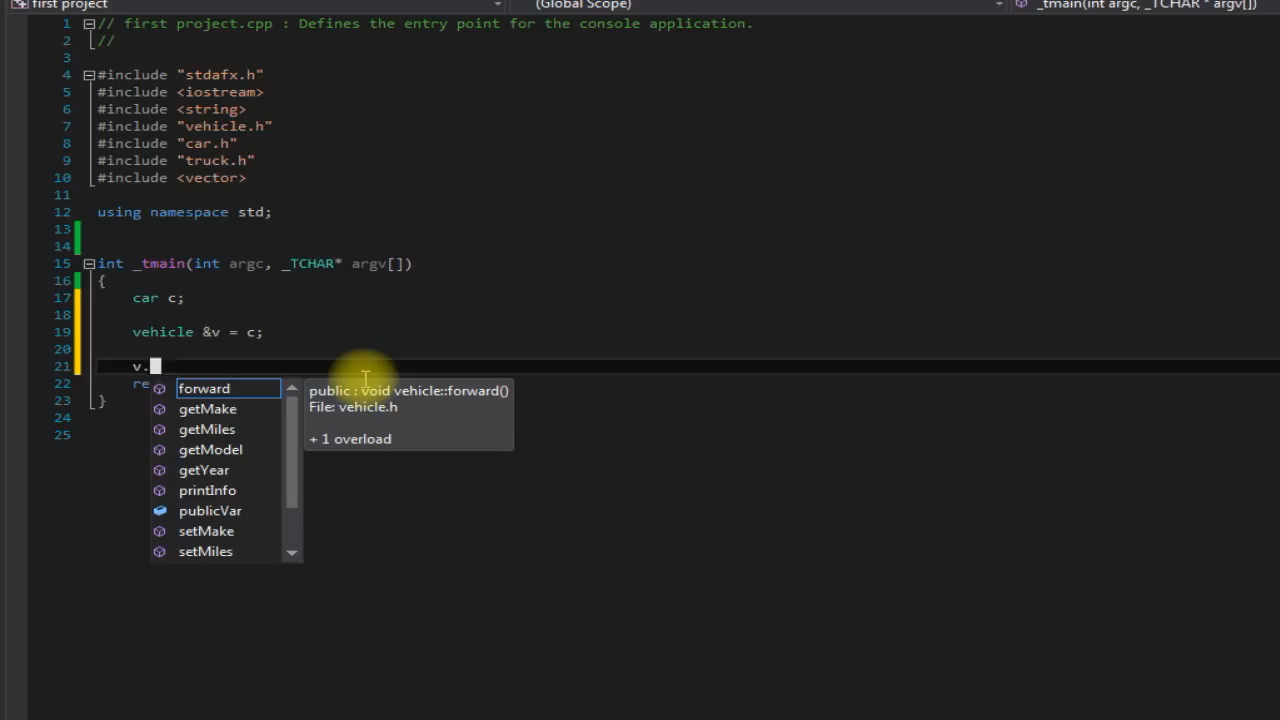 first project (Global Scope) _tmain(int argc, _TCHAR * argv[])
1 // first project.cpp : Defines the entry point for the console application.
2 //
3
4 #include "stdafx.h"
5 #include <iostream>
6 #include <string>
7 #include "vehicle.h"
8 #include "car.h"
9 #include "truck.h"
10 #include <vector>
11
12 using namespace std;
13
14
15 int _tmain(int argc, _TCHAR* argv[])
16 {
17 car c;
18
19 vehicle &v = c;
20
21 v.
22 re
23 }
24
25
forward
getMake
getMiles
getModel
getYear
printInfo
publicVar
setMake
setMiles
public : void vehicle::forward()
File: vehicle.h
+ 1 overload